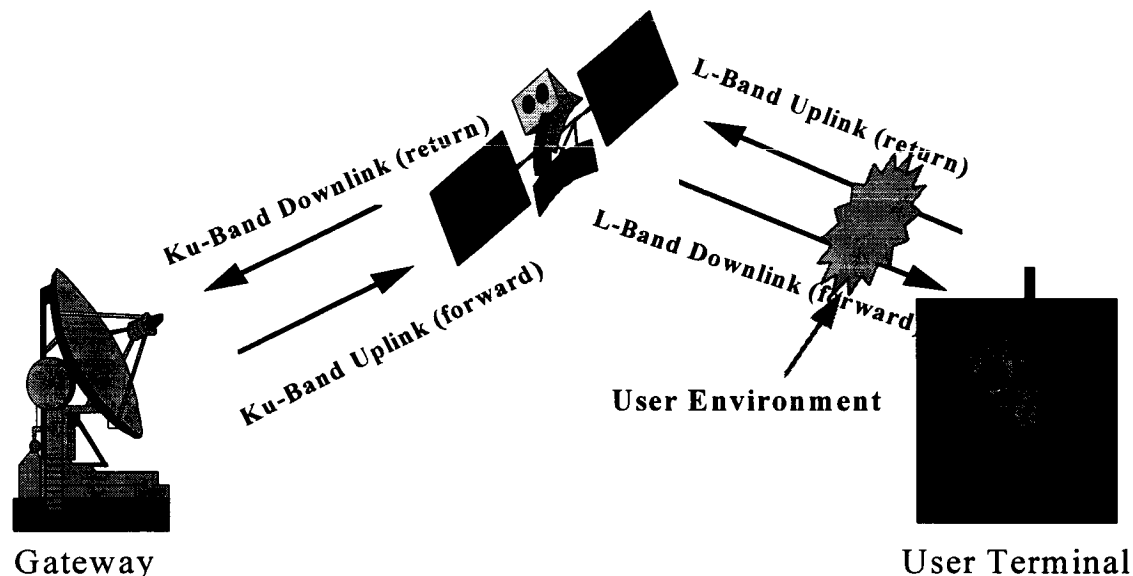 L-Band Uplink (return)
Ku-Band Downlink (return)
L-Band Downlink (forward)
Ku-Band Uplink (forward)
User Environment
Gateway
User Terminal